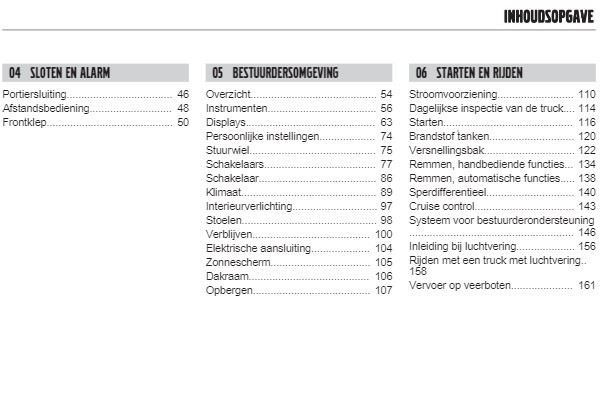 INHOUDSOPGAVE
04 SLOTEN EN ALARM
Portiersluiting.................................... 46
Afstandsbediening............................ 48
Frontklep........................................... 50
05 BESTUURDERSOMGEVING
Overzicht........................................... 54
Instrumenten..................................... 56
Displays............................................. 63
Persoonlijke instellingen................... 74
Stuurwiel........................................... 75
Schakelaars...................................... 77
Schakelaar........................................ 86
Klimaat.............................................. 89
Interieurverlichting............................. 97
Stoelen.............................................. 98
Verblijven........................................ 100
Elektrische aansluiting.................... 104
Zonnescherm.................................. 105
Dakraam......................................... 106
Opbergen........................................ 107
06 STARTEN EN RIJDEN
Stroomvoorziening.......................... 110
Dagelijkse inspectie van de truck.... 114
Starten............................................ 116
Brandstof tanken............................ 120
Versnellingsbak............................... 122
Remmen, handbediende functies... 134
Remmen, automatische functies..... 138
Sperdifferentieel.............................. 140
Cruise control.................................. 143
Systeem voor bestuurderondersteuning
........................................................ 146
Inleiding bij luchtvering.................... 156
Rijden met een truck met luchtvering..
158
Vervoer op veerboten..................... 161